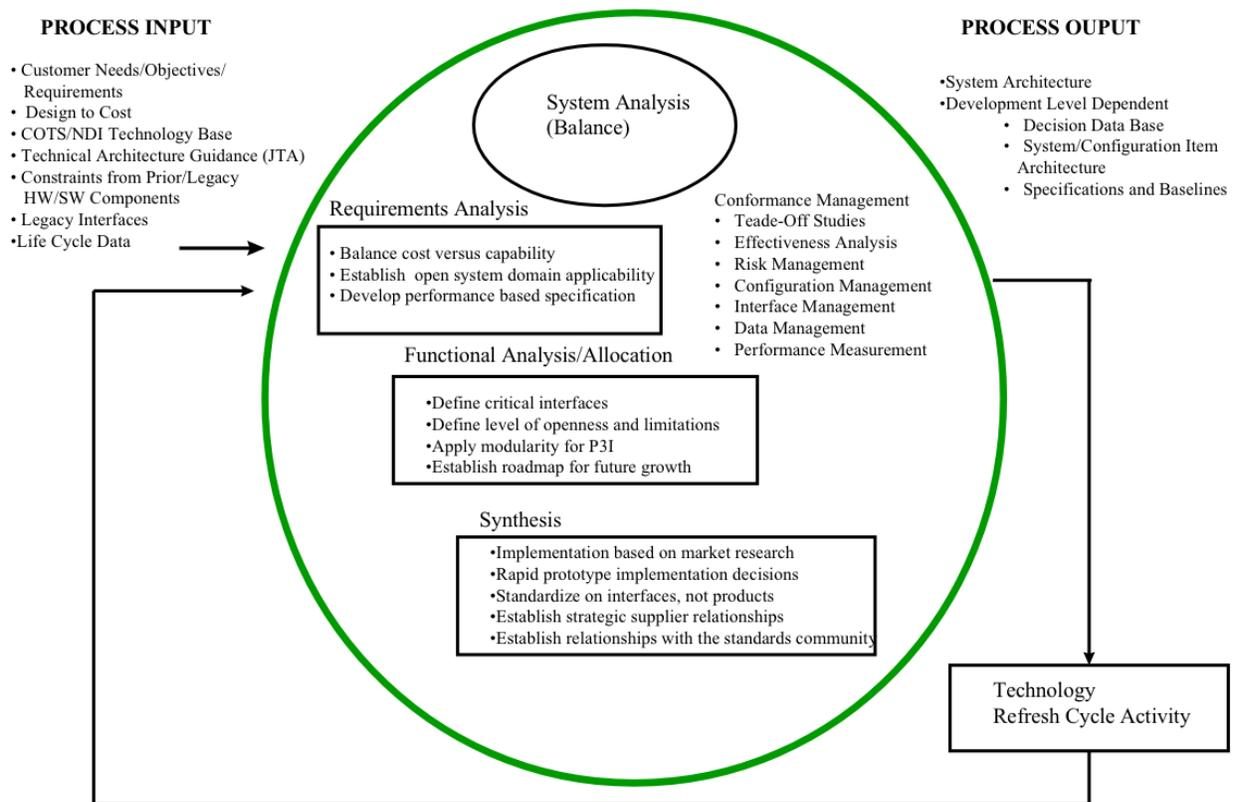 PROCESS INPUT
• Customer Needs/Objectives/
Requirements
• Design to Cost
• COTS/NDI Technology Base
• Technical Architecture Guidance (JTA)
• Constraints from Prior/Legacy
HW/SW Components
• Legacy Interfaces
•Life Cycle Data
System Analysis
(Balance)
Requirements Analysis
• Balance cost versus capability
• Establish open system domain applicability
• Develop performance based specification
Conformance Management
• Teade-Off Studies
• Effectiveness Analysis
• Risk Management
• Configuration Management
• Interface Management
• Data Management
• Performance Measurement
Functional Analysis/Allocation
•Define critical interfaces
•Define level of openness and limitations
•Apply modularity for P3I
•Establish roadmap for future growth
Synthesis
•Implementation based on market research
•Rapid prototype implementation decisions
•Standardize on interfaces, not products
•Establish strategic supplier relationships
•Establish relationships with the standards community
PROCESS OUPUT
•System Architecture
•Development Level Dependent
• Decision Data Base
• System/Configuration Item
Architecture
• Specifications and Baselines
Technology
Refresh Cycle Activity